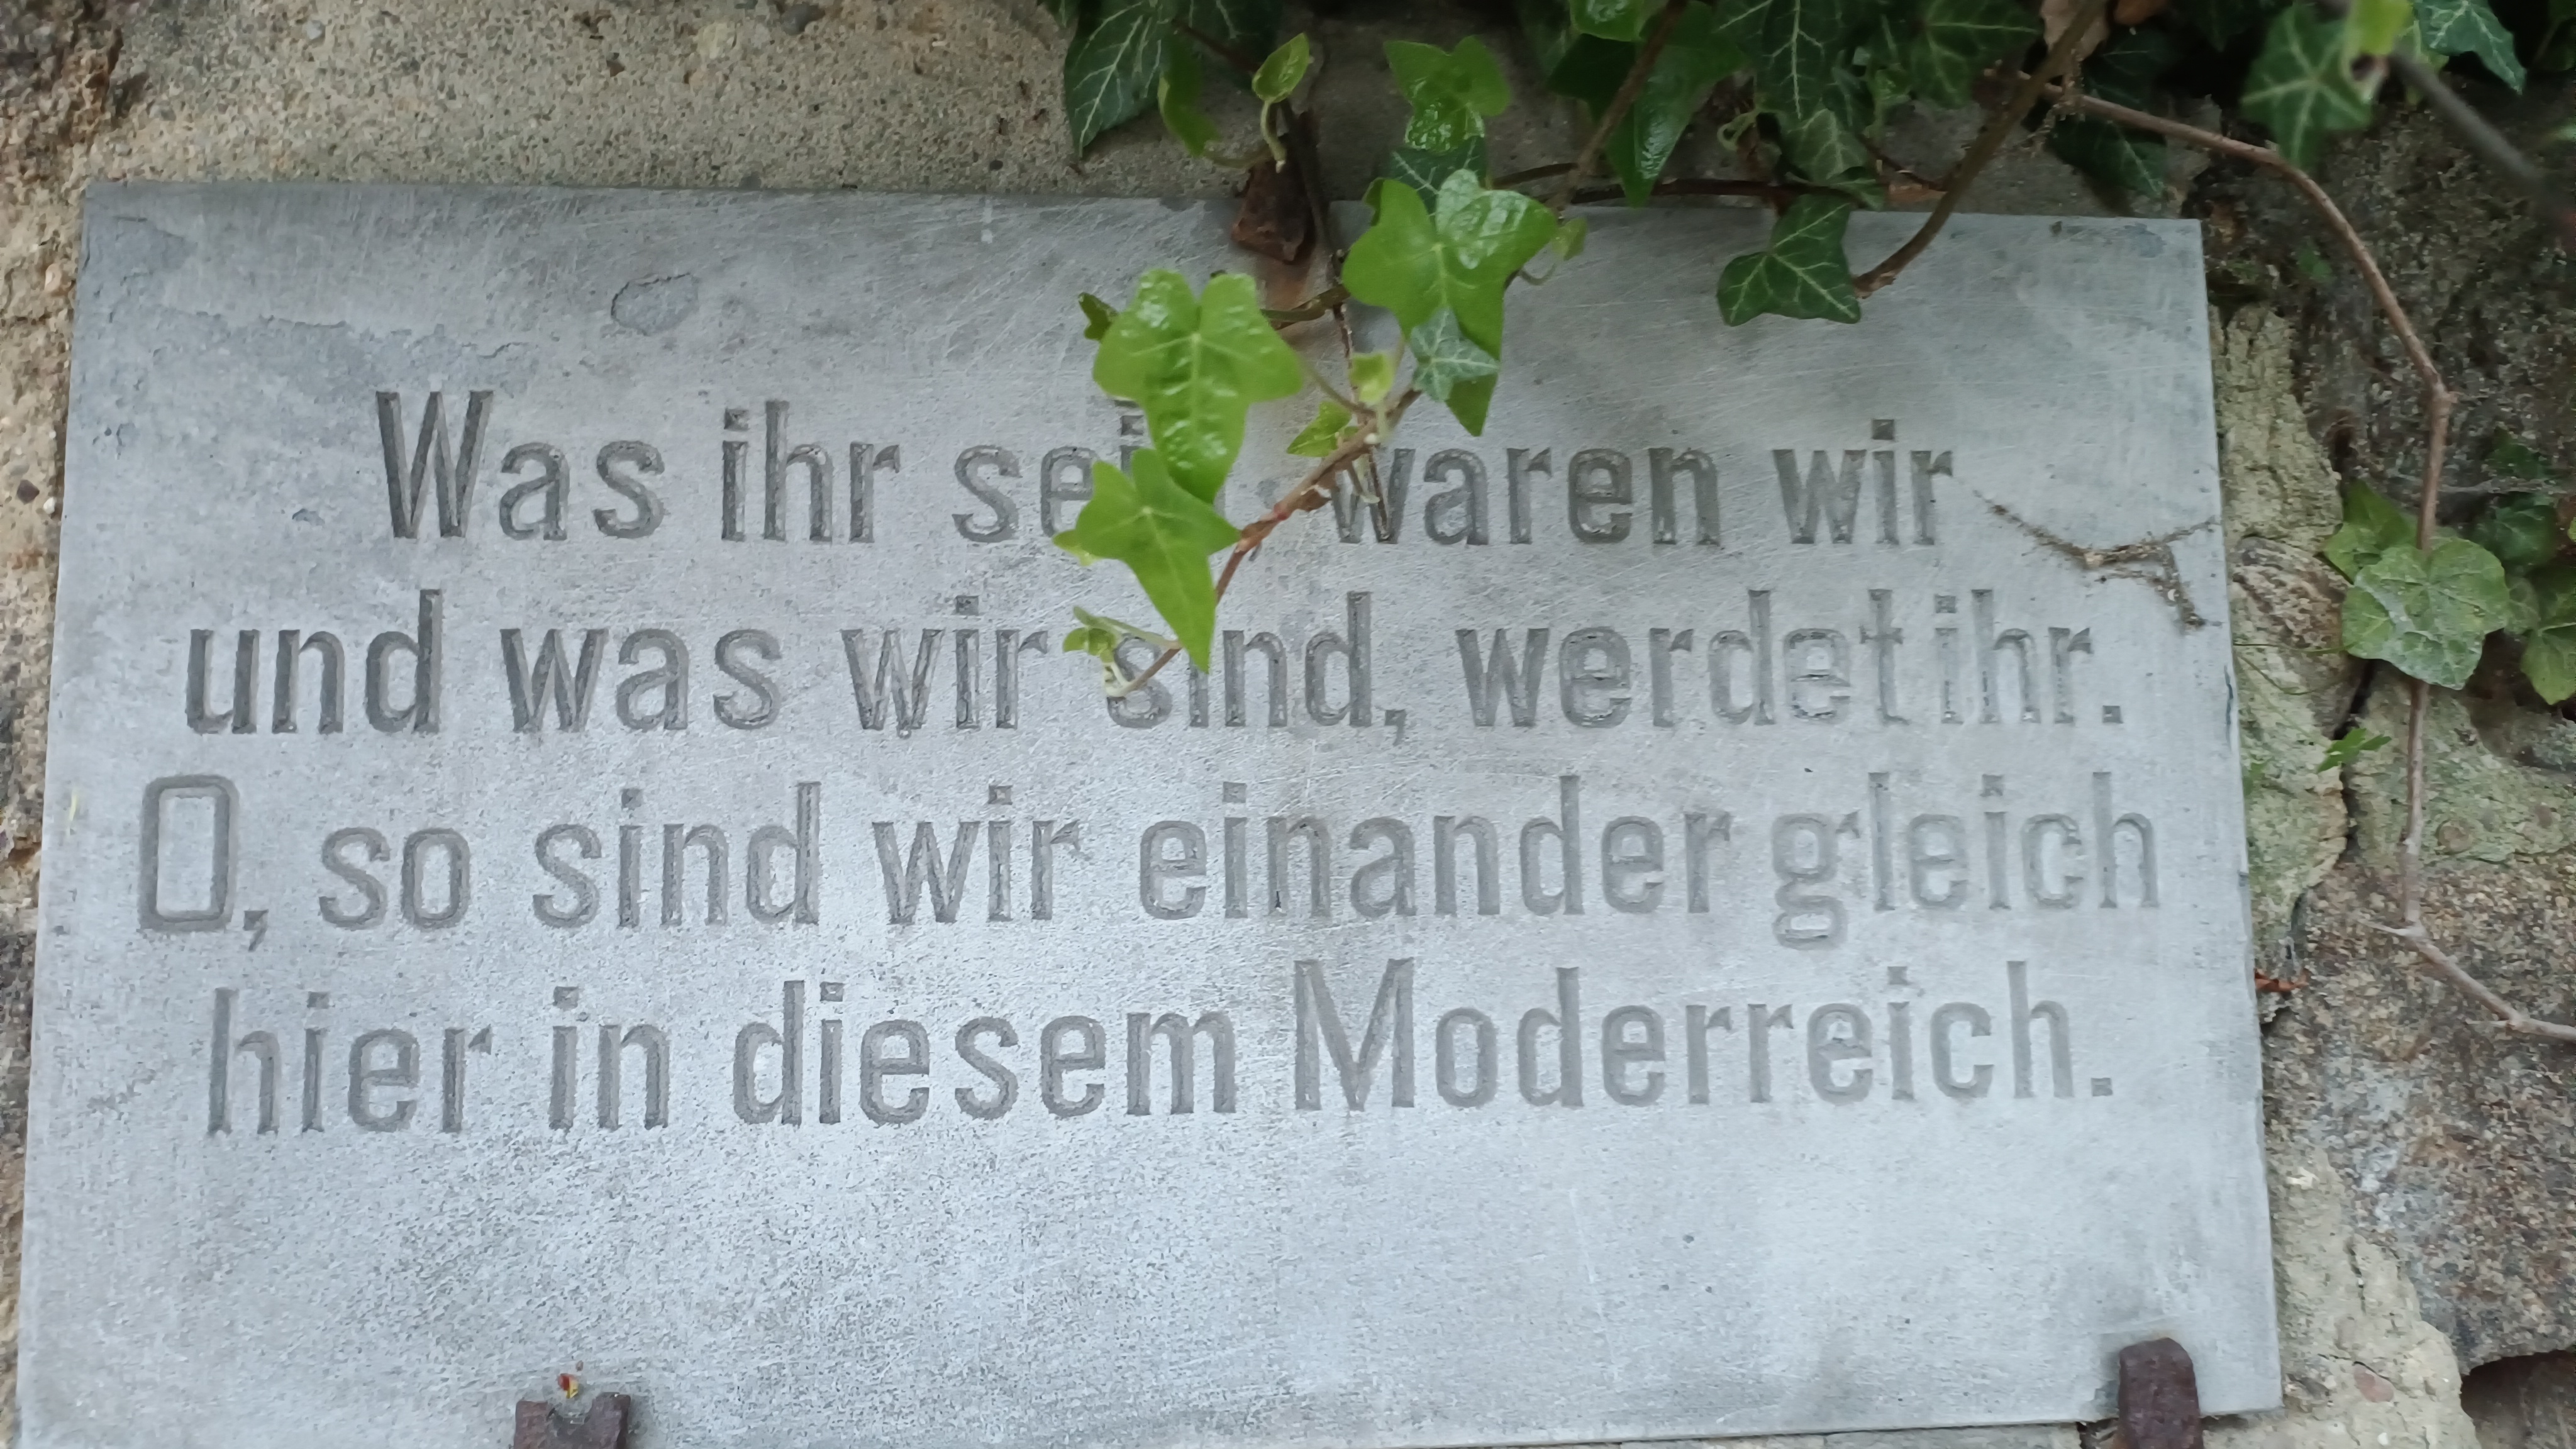 Was ihr seid, waren wir
und was wir sind, werdet ihr.
O, so sind wir einander gleich
hier in diesem Moderreich.